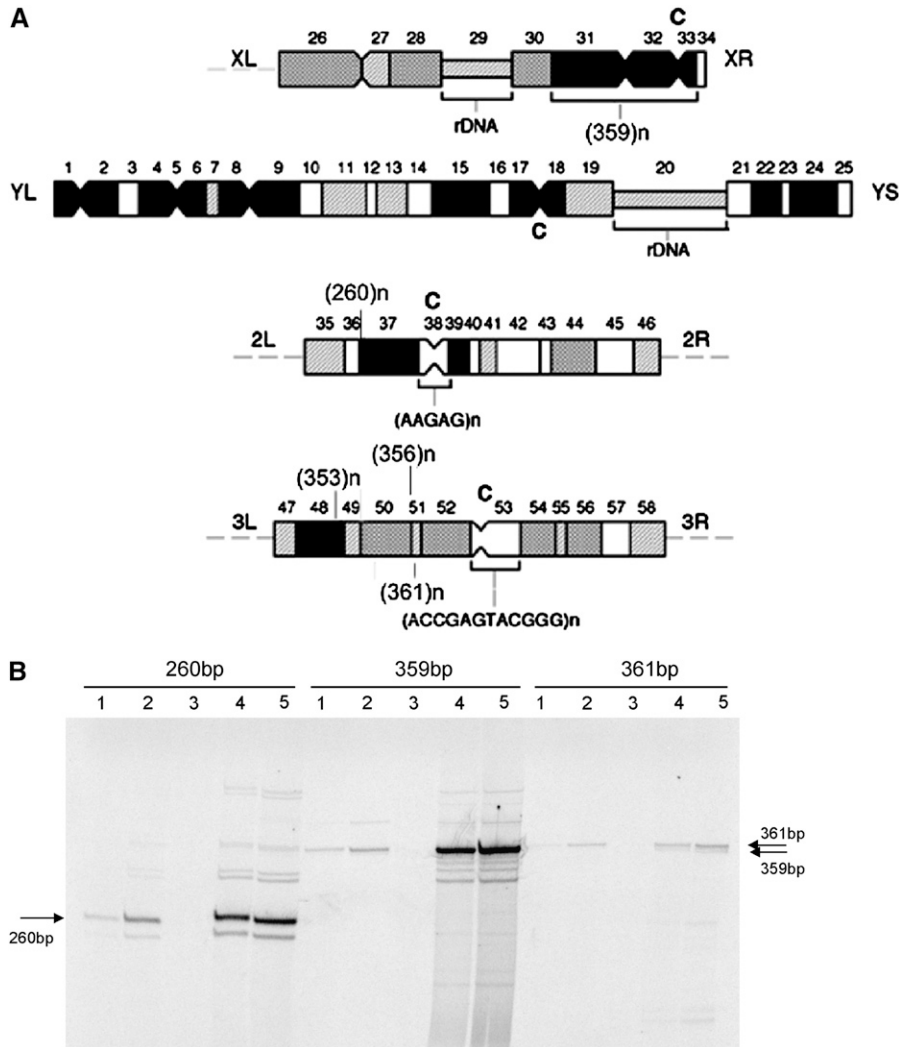 A
C
26 27 28 29 30 31 32 33 34
XL XR
rDNA
(359)n
1 2 3 4 5 6 7 8 9 10 11 12 13 14 15 16 17 18 19 20 21 22 23 24 25
YL YS
C
rDNA
(260)n
C
35 36 37 38 39 40 41 42 43 44 45 46
2L 2R
(AAGAG)n
(356)n
(353)n
C
47 48 49 50 51 52 53 54 55 56 57 58
3L 3R
(361)n
(ACCGAGTACGGG)n
B
260bp 359bp 361bp
1 2 3 4 5 1 2 3 4 5 1 2 3 4 5
361bp
359bp
260bp